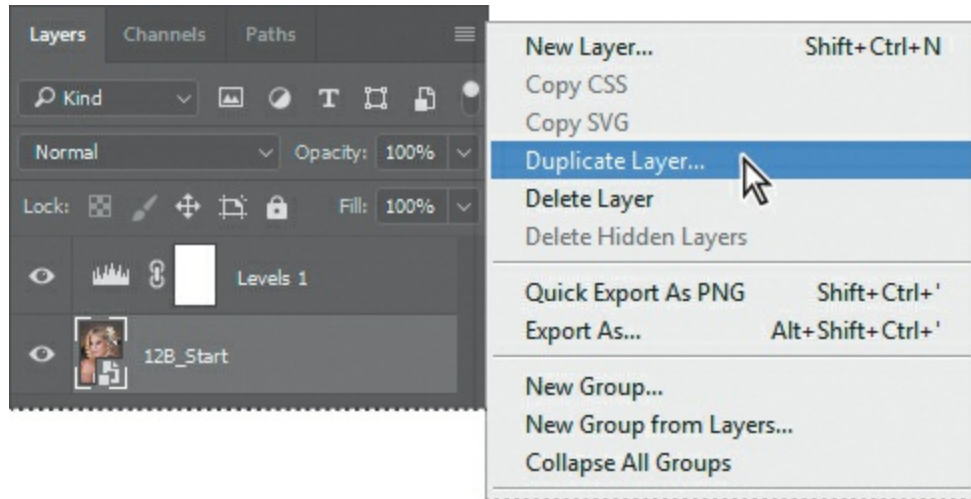 Layers Channels Paths
Kind
Normal Opacity: 100%
Lock: Fill: 100%
Levels 1
12B_Start
New Layer... Shift+Ctrl+N
Copy CSS
Copy SVG
Duplicate Layer...
Delete Layer
Delete Hidden Layers
Quick Export As PNG Shift+Ctrl+'
Export As... Alt+Shift+Ctrl+'
New Group...
New Group from Layers...
Collapse All Groups